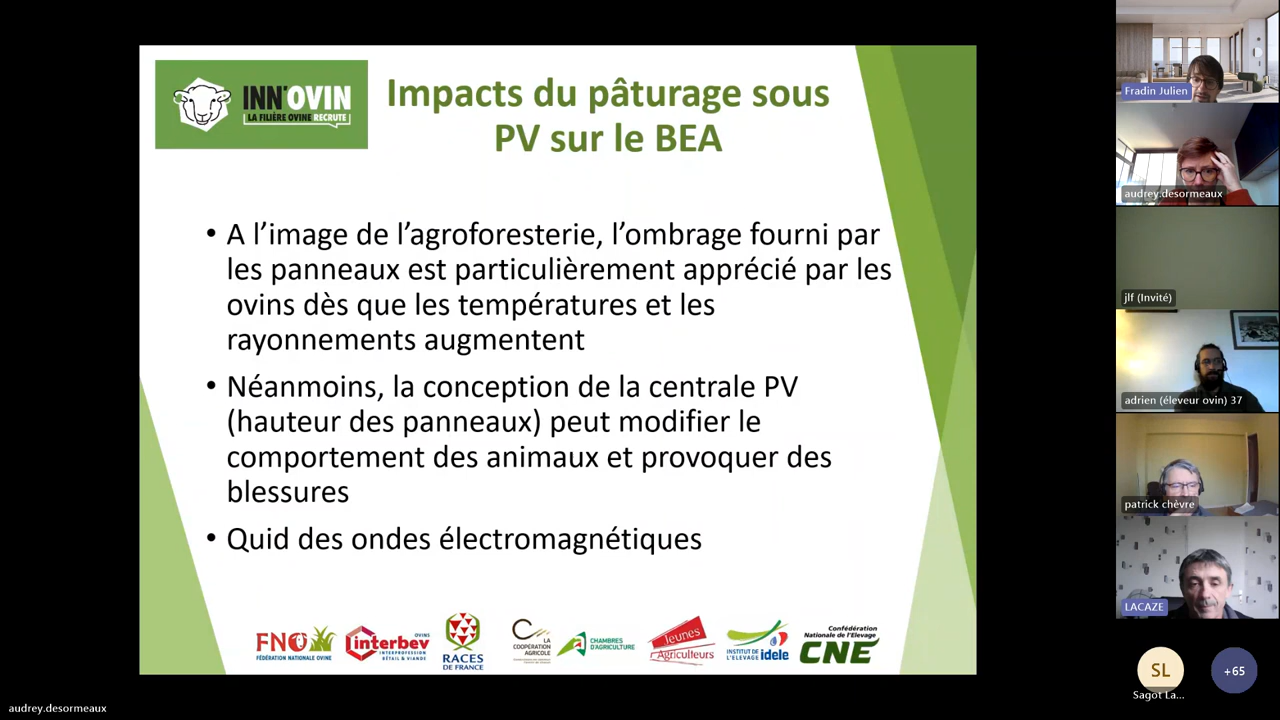 INN'OVIN
LA FILIÈRE OVINE RECRUTE
Impacts du pâturage sous
PV sur le BEA
• A l'image de l'agroforesterie, l'ombrage fourni par
les panneaux est particulièrement apprécié par les
ovins dès que les températures et les
rayonnements augmentent
• Néanmoins, la conception de la centrale PV
(hauteur des panneaux) peut modifier le
comportement des animaux et provoquer des
blessures
• Quid des ondes électromagnétiques
FNO
FÉDÉRATION NATIONALE OVINE
OVINS
interbev
INTERPROFESSION
BÉTAIL & VIANDE
RACES
DE FRANCE
LA
COOPÉRATION
AGRICOLE
CHAMBRES
D'AGRICULTURE
Jeunes
Agriculteurs
INSTITUT DE
L'ELEVAGE idele
Confédération
Nationale de l'Elevage
CNE
Fradin Julien
audrey.desormeaux
jlf (Invité)
adrien (éleveur ovin) 37
patrick chèvre
LACAZE
SL
Sagot La...
+65
audrey.desormeaux